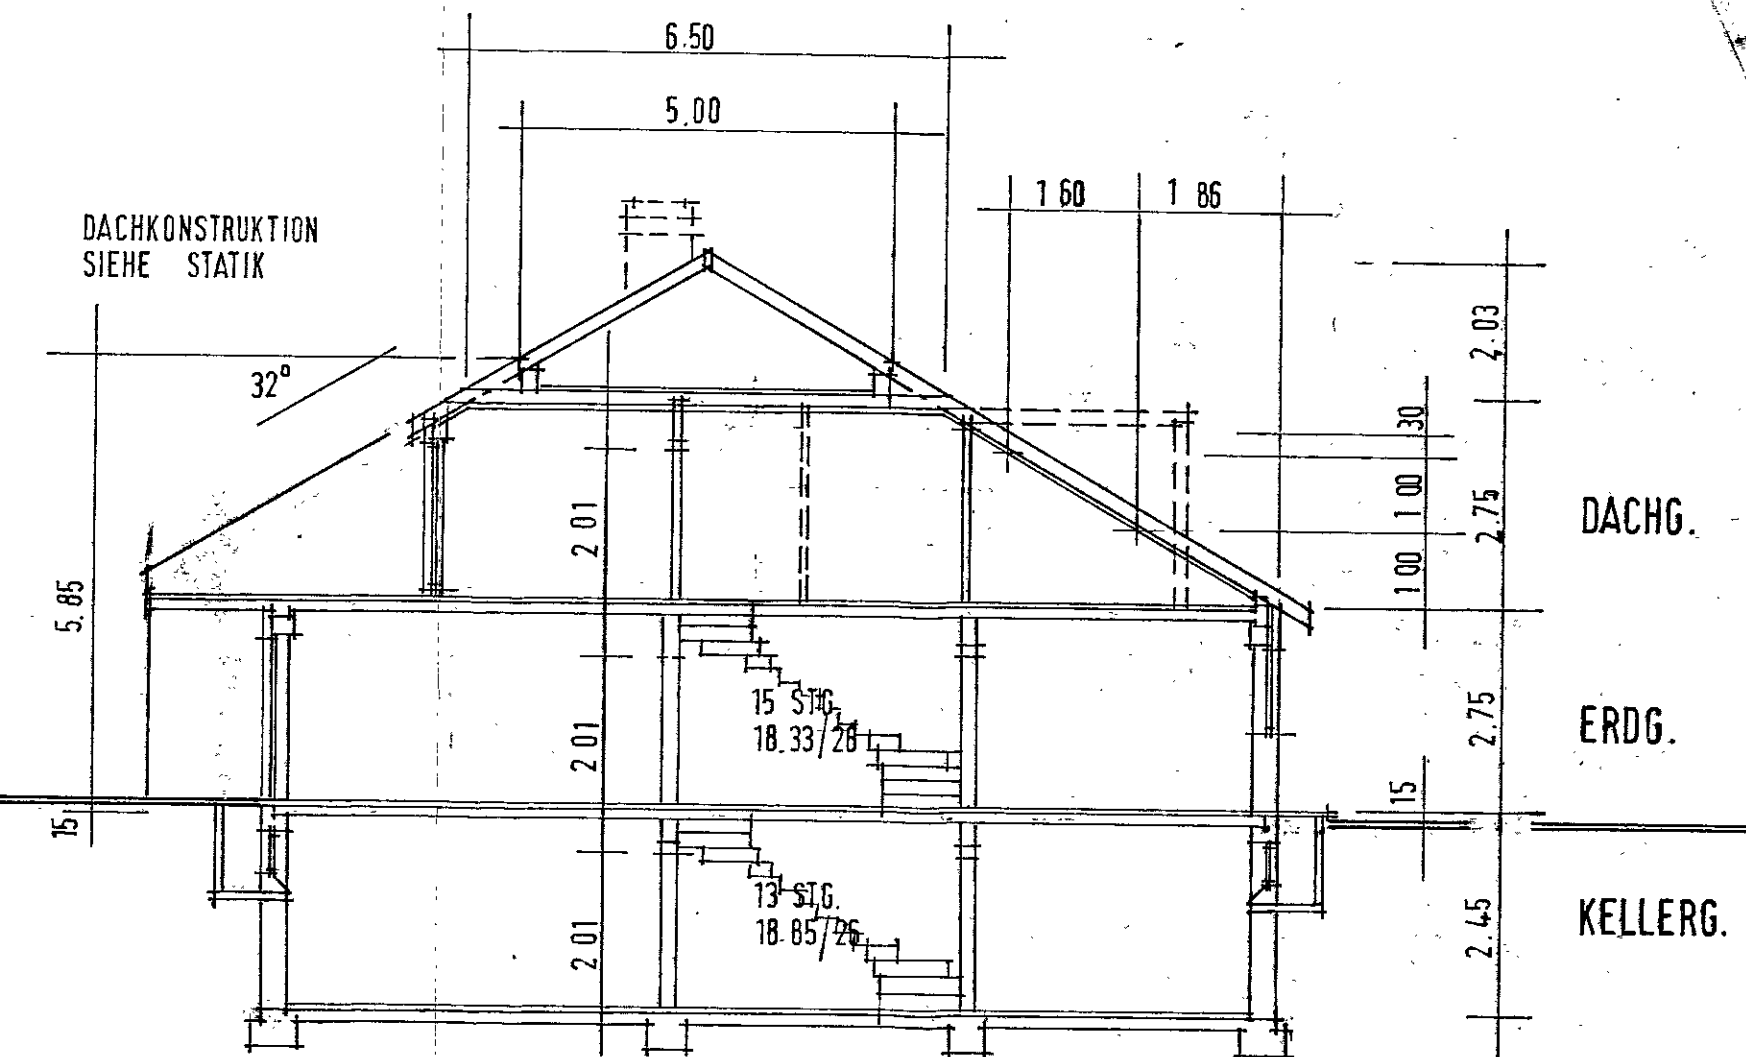 6.50
5.00
1 60
1 86
DACHKONSTRUKTION
SIEHE STATIK
32°
2.03
30
1 00
2.75
DACHG.
2 01
1 00
5.85
15 STG.
18.33/28
2 01
2.75
ERDG.
15
15
13 STG.
18.85/26
2 01
2.45
KELLERG.